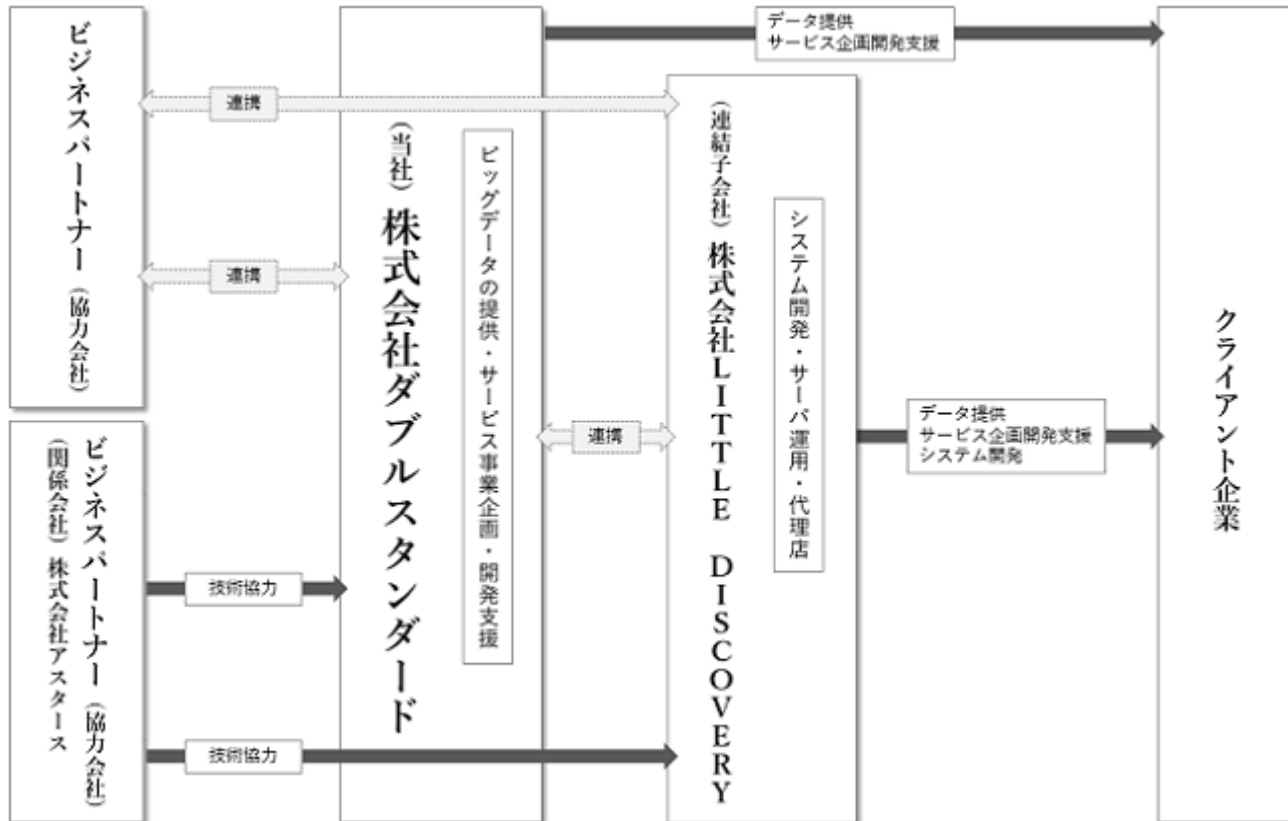 ビジネスパートナー（協力会社）
ビジネスパートナー（協力会社）
（関係会社）株式会社アスタース
連携
連携
技術協力
技術協力
（当社）株式会社ダブルスタンダード
ビッグデータの提供・サービス事業企画・開発支援
連携
（連結子会社）株式会社LITTLE DISCOVERY
システム開発・サーバ運用・代理店
データ提供
サービス企画開発支援
データ提供
サービス企画開発支援
システム開発
クライアント企業